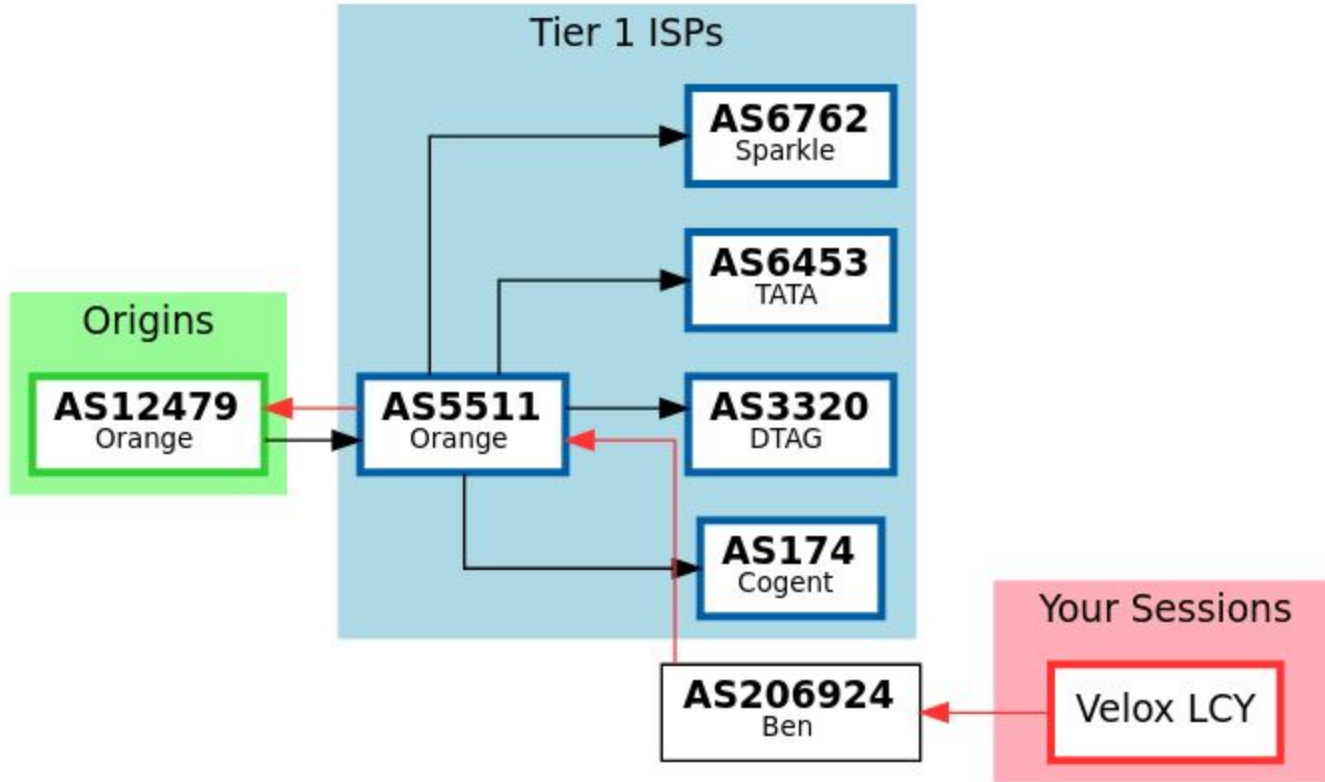 Tier 1 ISPs
AS6762
Sparkle
AS6453
TATA
Origins
AS12479
Orange
AS5511
Orange
AS3320
DTAG
AS174
Cogent
Your Sessions
AS206924
Ben
Velox LCY